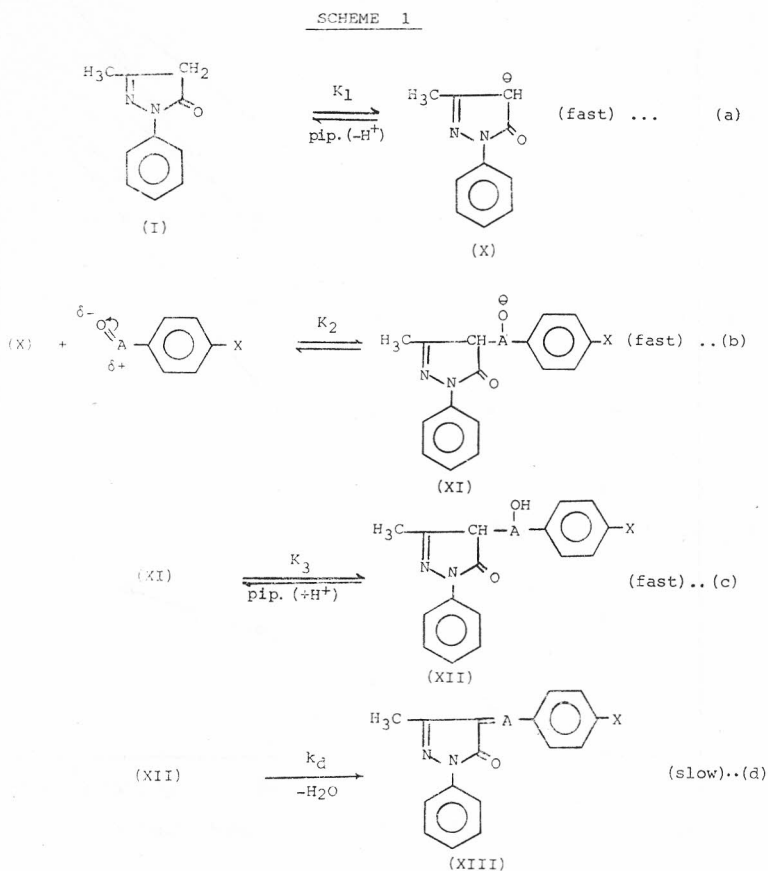 SCHEME 1
H3C CH2
N N O
(I)
K1
pip.(-H+)
⊖
H3C CH
N N O
(X)
(fast) ... (a)
(X) + δ- O A δ+ X
K2
⊖
O
H3C CH-A X (fast) ..(b)
N N O
(XI)
(XI)
K3
pip.(÷H+)
OH
H3C CH-A X
N N O
(fast)..(c)
(XII)
(XII)
kd
-H2O
H3C A X
N N O
(slow)..(d)
(XIII)